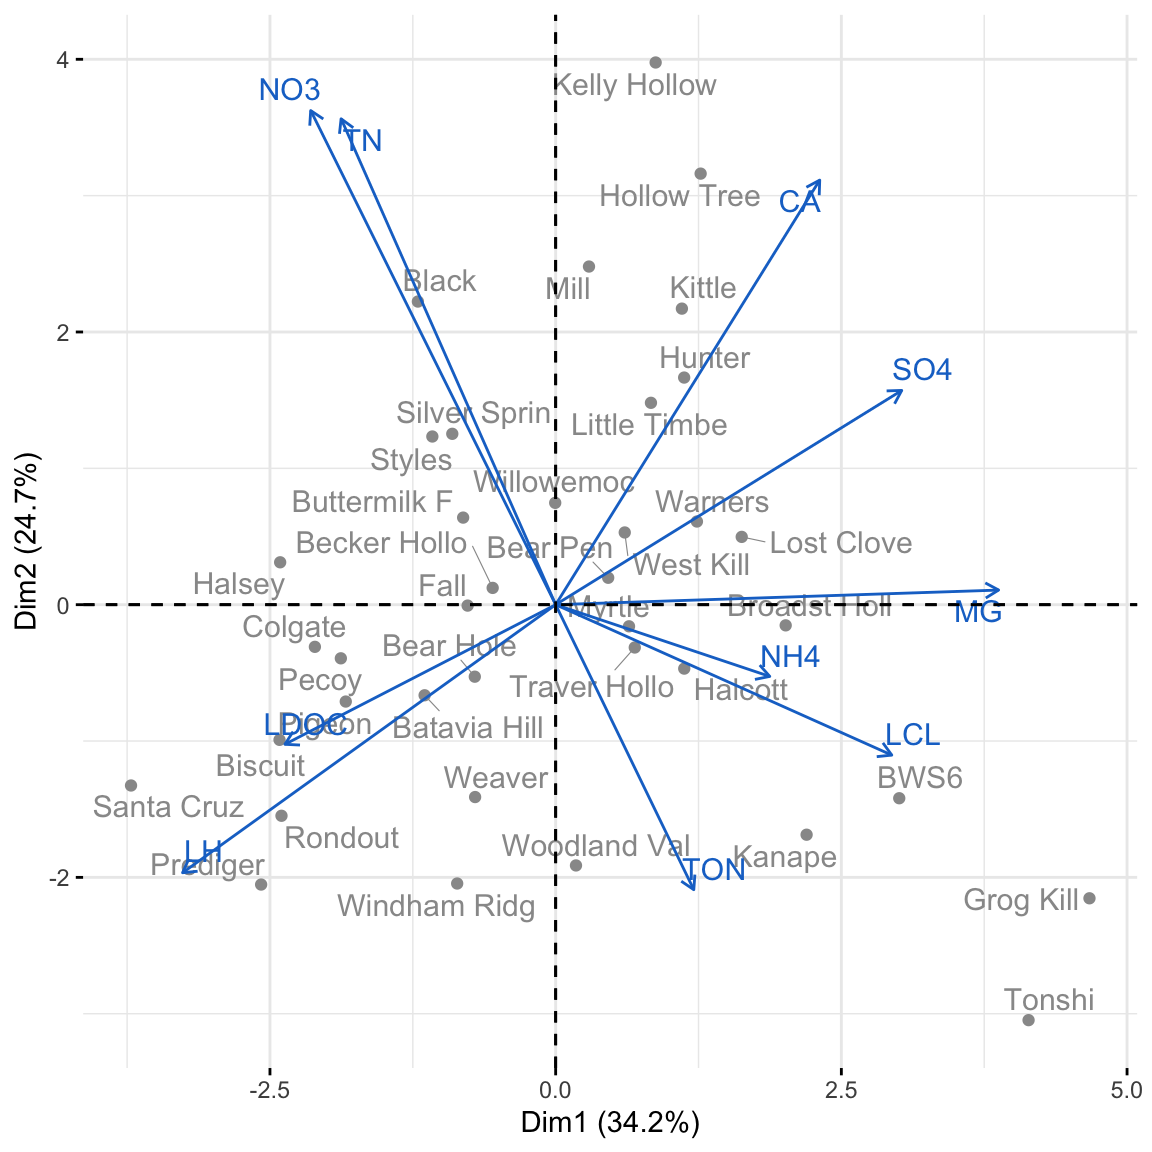 4
NO3
Kelly Hollow
TN
Hollow Tree
CA
Black
Mill
Kittle
2
Hunter
SO4
Silver Sprin
Little Timbe
Styles
Willowemoc
Buttermilk F
Warners
Becker Hollo
Bear Pen
Lost Clove
West Kill
Halsey
Fall
0
Myrtle
Broadst Holl
MG
Colgate
Bear Hole
NH4
Pecoy
Traver Hollo
Halcott
LDOC
Pigeon
Batavia Hill
LCL
Biscuit
Weaver
BWS6
Santa Cruz
Rondout
Woodland Val
LH
Prediger
Kanape
TON
-2
Windham Ridg
Grog Kill
Tonshi
-2.5
0.0
2.5
5.0
Dim1 (34.2%)
Dim2 (24.7%)